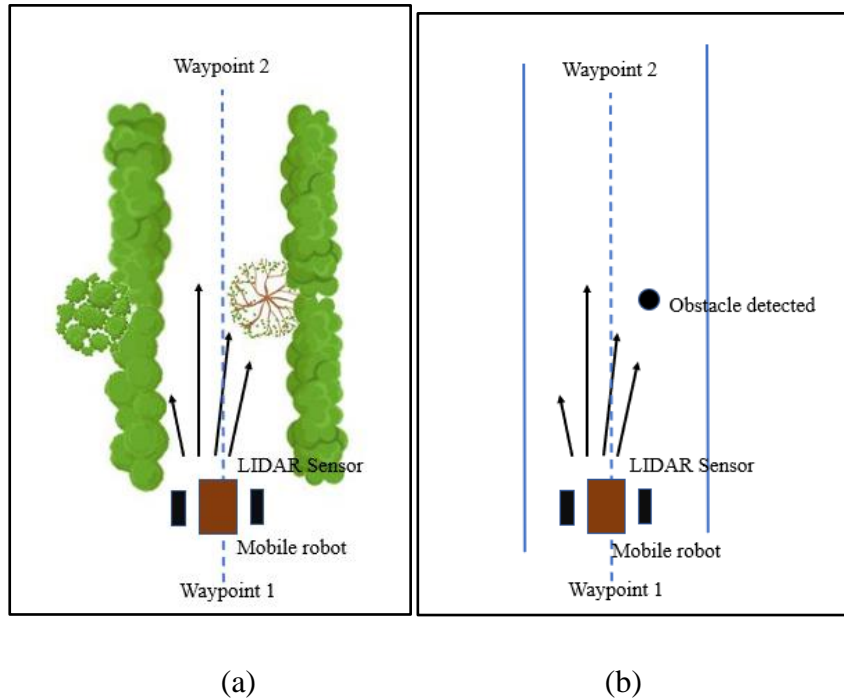 Waypoint 2
LIDAR Sensor
Mobile robot
Waypoint 1
(a)
Waypoint 2
Obstacle detected
LIDAR Sensor
Mobile robot
Waypoint 1
(b)